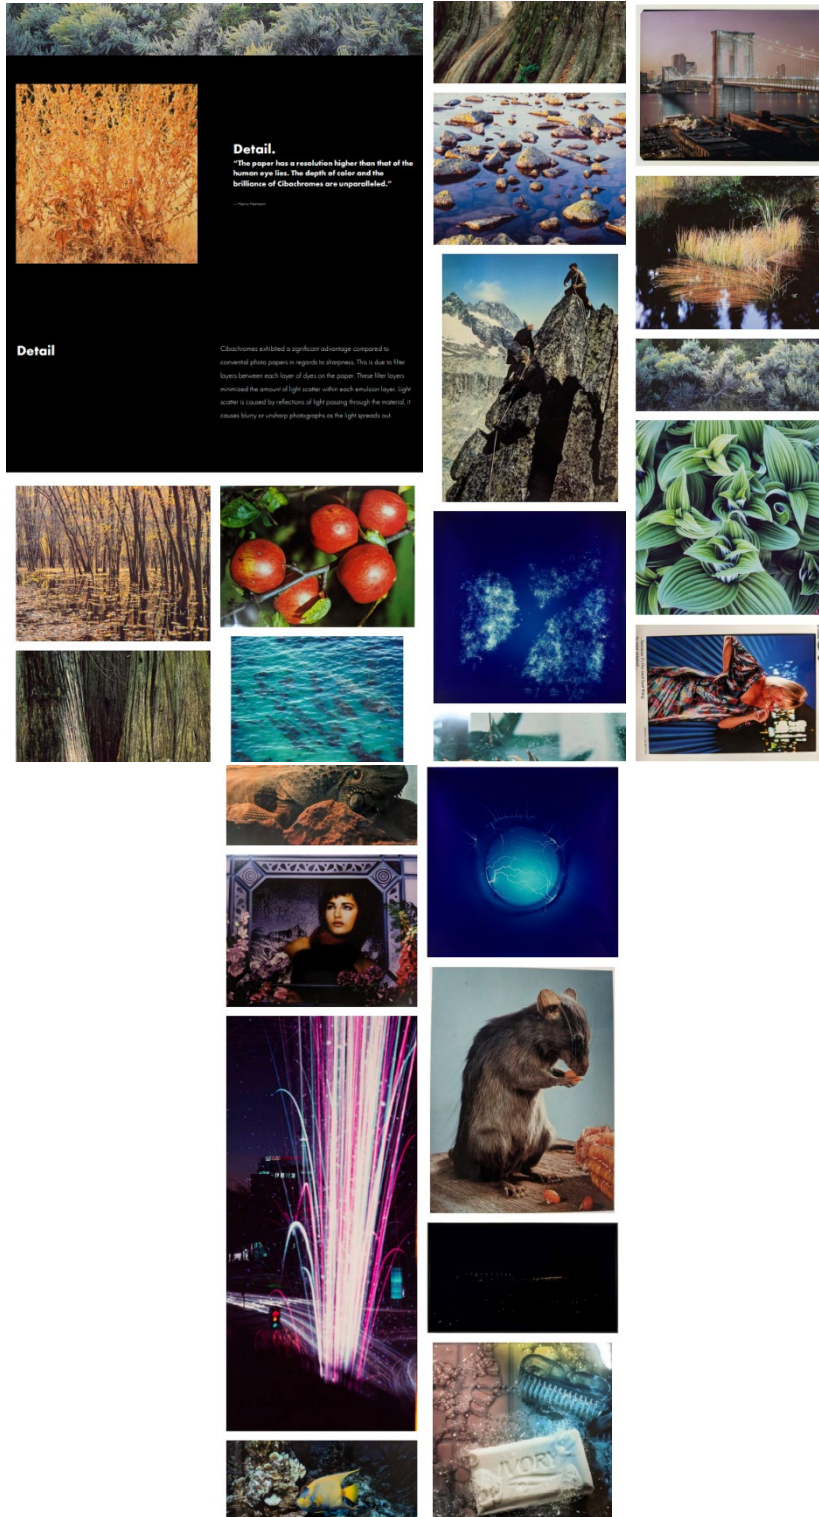 Detail.
“The paper has a resolution higher than that of the
human eye lies. The depth of color and the
brilliance of Cibachromes are unparalleled.”
Detail
Cibachromes exhibited a significant advantage compared to
convential photo papers in regards to sharpness. This is due to filter
layers between each layer of dyes on the paper. These filter layers
minimized the amount of light scatter within each emulsion layer. Light
scatter is caused by reflections of light passing through the material, it
causes blurry or unsharp photographs as the light spreads out.
IVORY